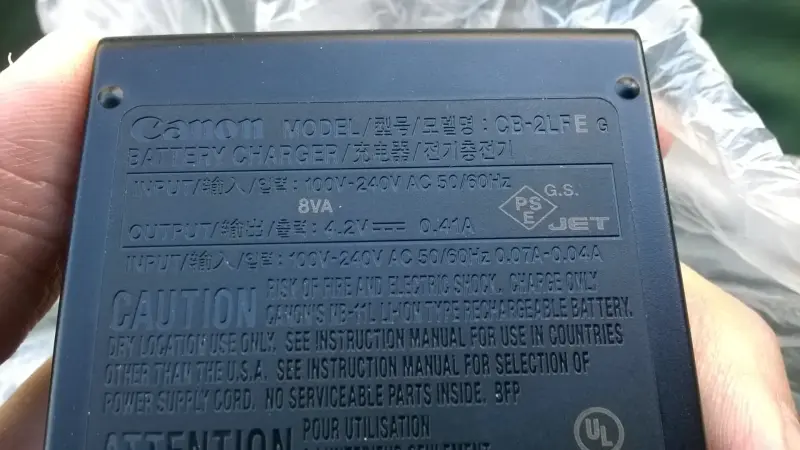 Canon MODEL/型号/모델명 : CB-2LFE G
BATTERY CHARGER/充电器/전기충전기
INPUT/输入/입력 : 100V-240V AC 50/60Hz
8VA
G.S.
PS
E
JET
OUTPUT/输出/출력 : 4.2V⎓ 0.41A
INPUT/输入/입력 : 100V-240V AC 50/60Hz 0.07A-0.04A
CAUTION RISK OF FIRE AND ELECTRIC SHOCK. CHARGE ONLY
CANON'S NB-11L LI-ION TYPE RECHARGEABLE BATTERY.
DRY LOCATION USE ONLY. SEE INSTRUCTION MANUAL FOR USE IN COUNTRIES
OTHER THAN THE U.S.A. SEE INSTRUCTION MANUAL FOR SELECTION OF
POWER SUPPLY CORD. NO SERVICEABLE PARTS INSIDE. BFP
ATTENTION POUR UTILISATION
UL